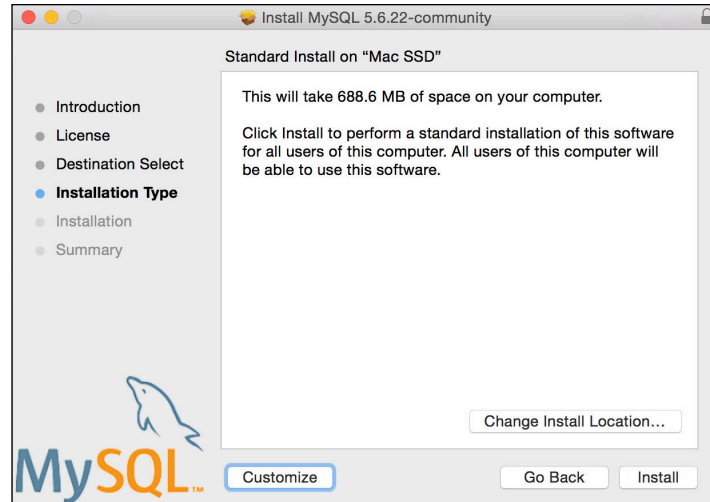 Install MySQL 5.6.22-community
Standard Install on “Mac SSD”
Introduction
License
Destination Select
Installation Type
Installation
Summary
This will take 688.6 MB of space on your computer.
Click Install to perform a standard installation of this software
for all users of this computer. All users of this computer will
be able to use this software.
Change Install Location...
MySQL™
Customize
Go Back
Install